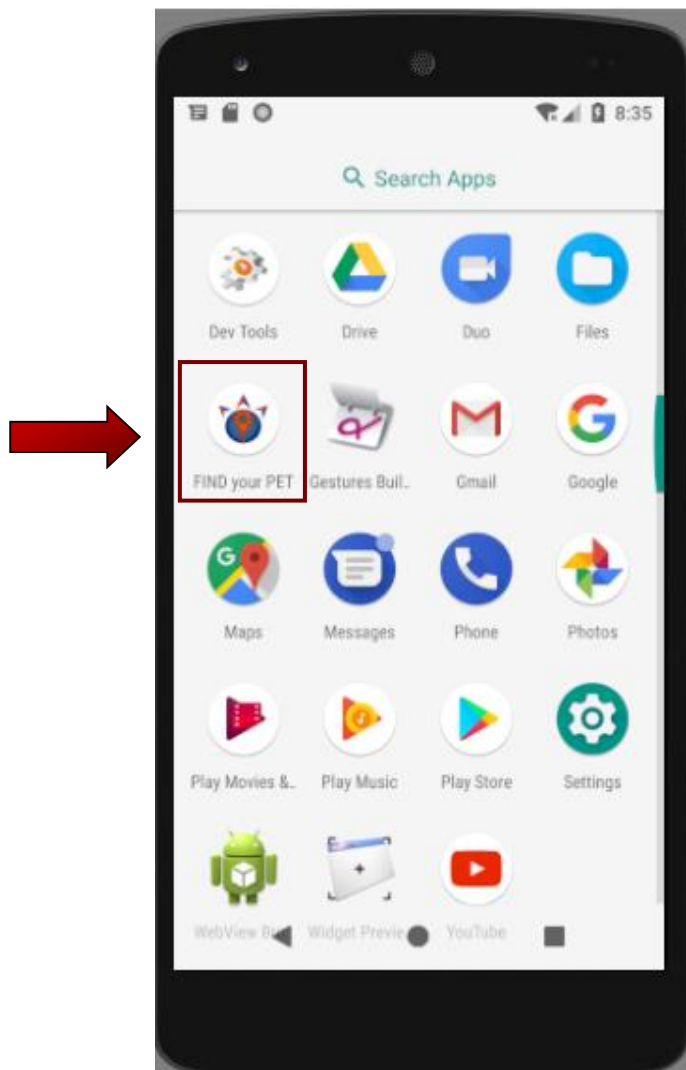 8:35
Search Apps
Dev Tools Drive Duo Files
FIND your PET Gestures Buil.. Gmail Google
G
Maps Messages Phone Photos
Play Movies &.. Play Music Play Store Settings
WebView Widget Previe YouTube